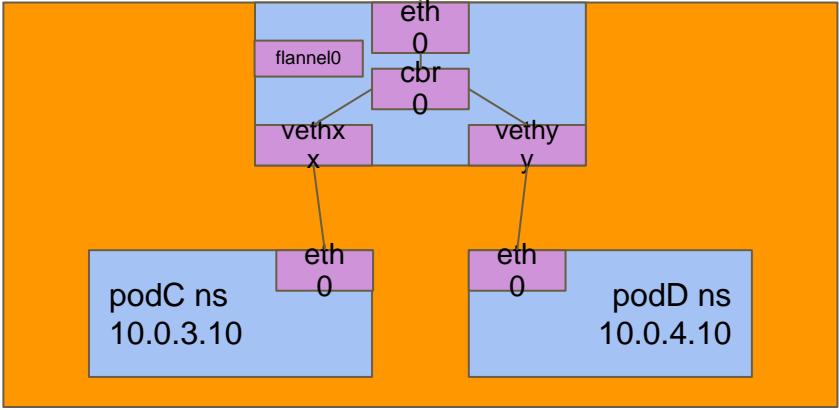 eth
0
flannel0
cbr
0
vethx
x
vethy
y
eth
0
eth
0
podC ns
10.0.3.10
podD ns
10.0.4.10